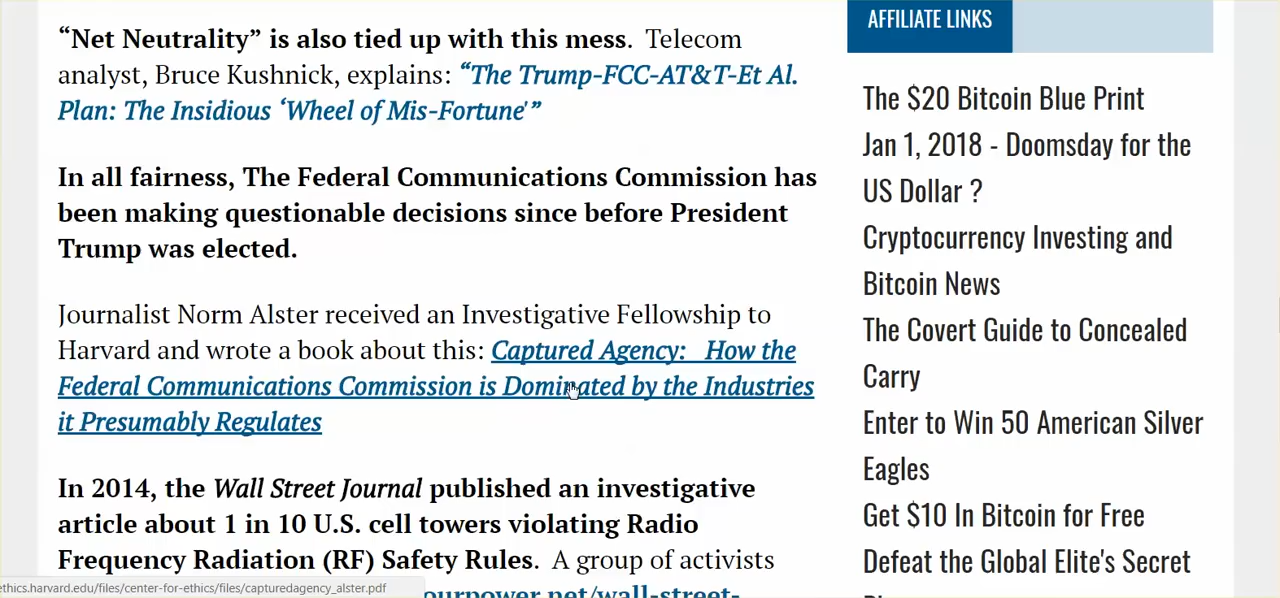 “Net Neutrality” is also tied up with this mess. Telecom
analyst, Bruce Kushnick, explains: “The Trump-FCC-AT&T-Et Al.
Plan: The Insidious ‘Wheel of Mis-Fortune'”
In all fairness, The Federal Communications Commission has
been making questionable decisions since before President
Trump was elected.
Journalist Norm Alster received an Investigative Fellowship to
Harvard and wrote a book about this: Captured Agency: How the
Federal Communications Commission is Dominated by the Industries
it Presumably Regulates
In 2014, the Wall Street Journal published an investigative
article about 1 in 10 U.S. cell towers violating Radio
Frequency Radiation (RF) Safety Rules. A group of activists
ourpower.net/wall-street-
ethics.harvard.edu/files/center-for-ethics/files/capturedagency_alster.pdf
AFFILIATE LINKS
The $20 Bitcoin Blue Print
Jan 1, 2018 - Doomsday for the
US Dollar ?
Cryptocurrency Investing and
Bitcoin News
The Covert Guide to Concealed
Carry
Enter to Win 50 American Silver
Eagles
Get $10 In Bitcoin for Free
Defeat the Global Elite's Secret